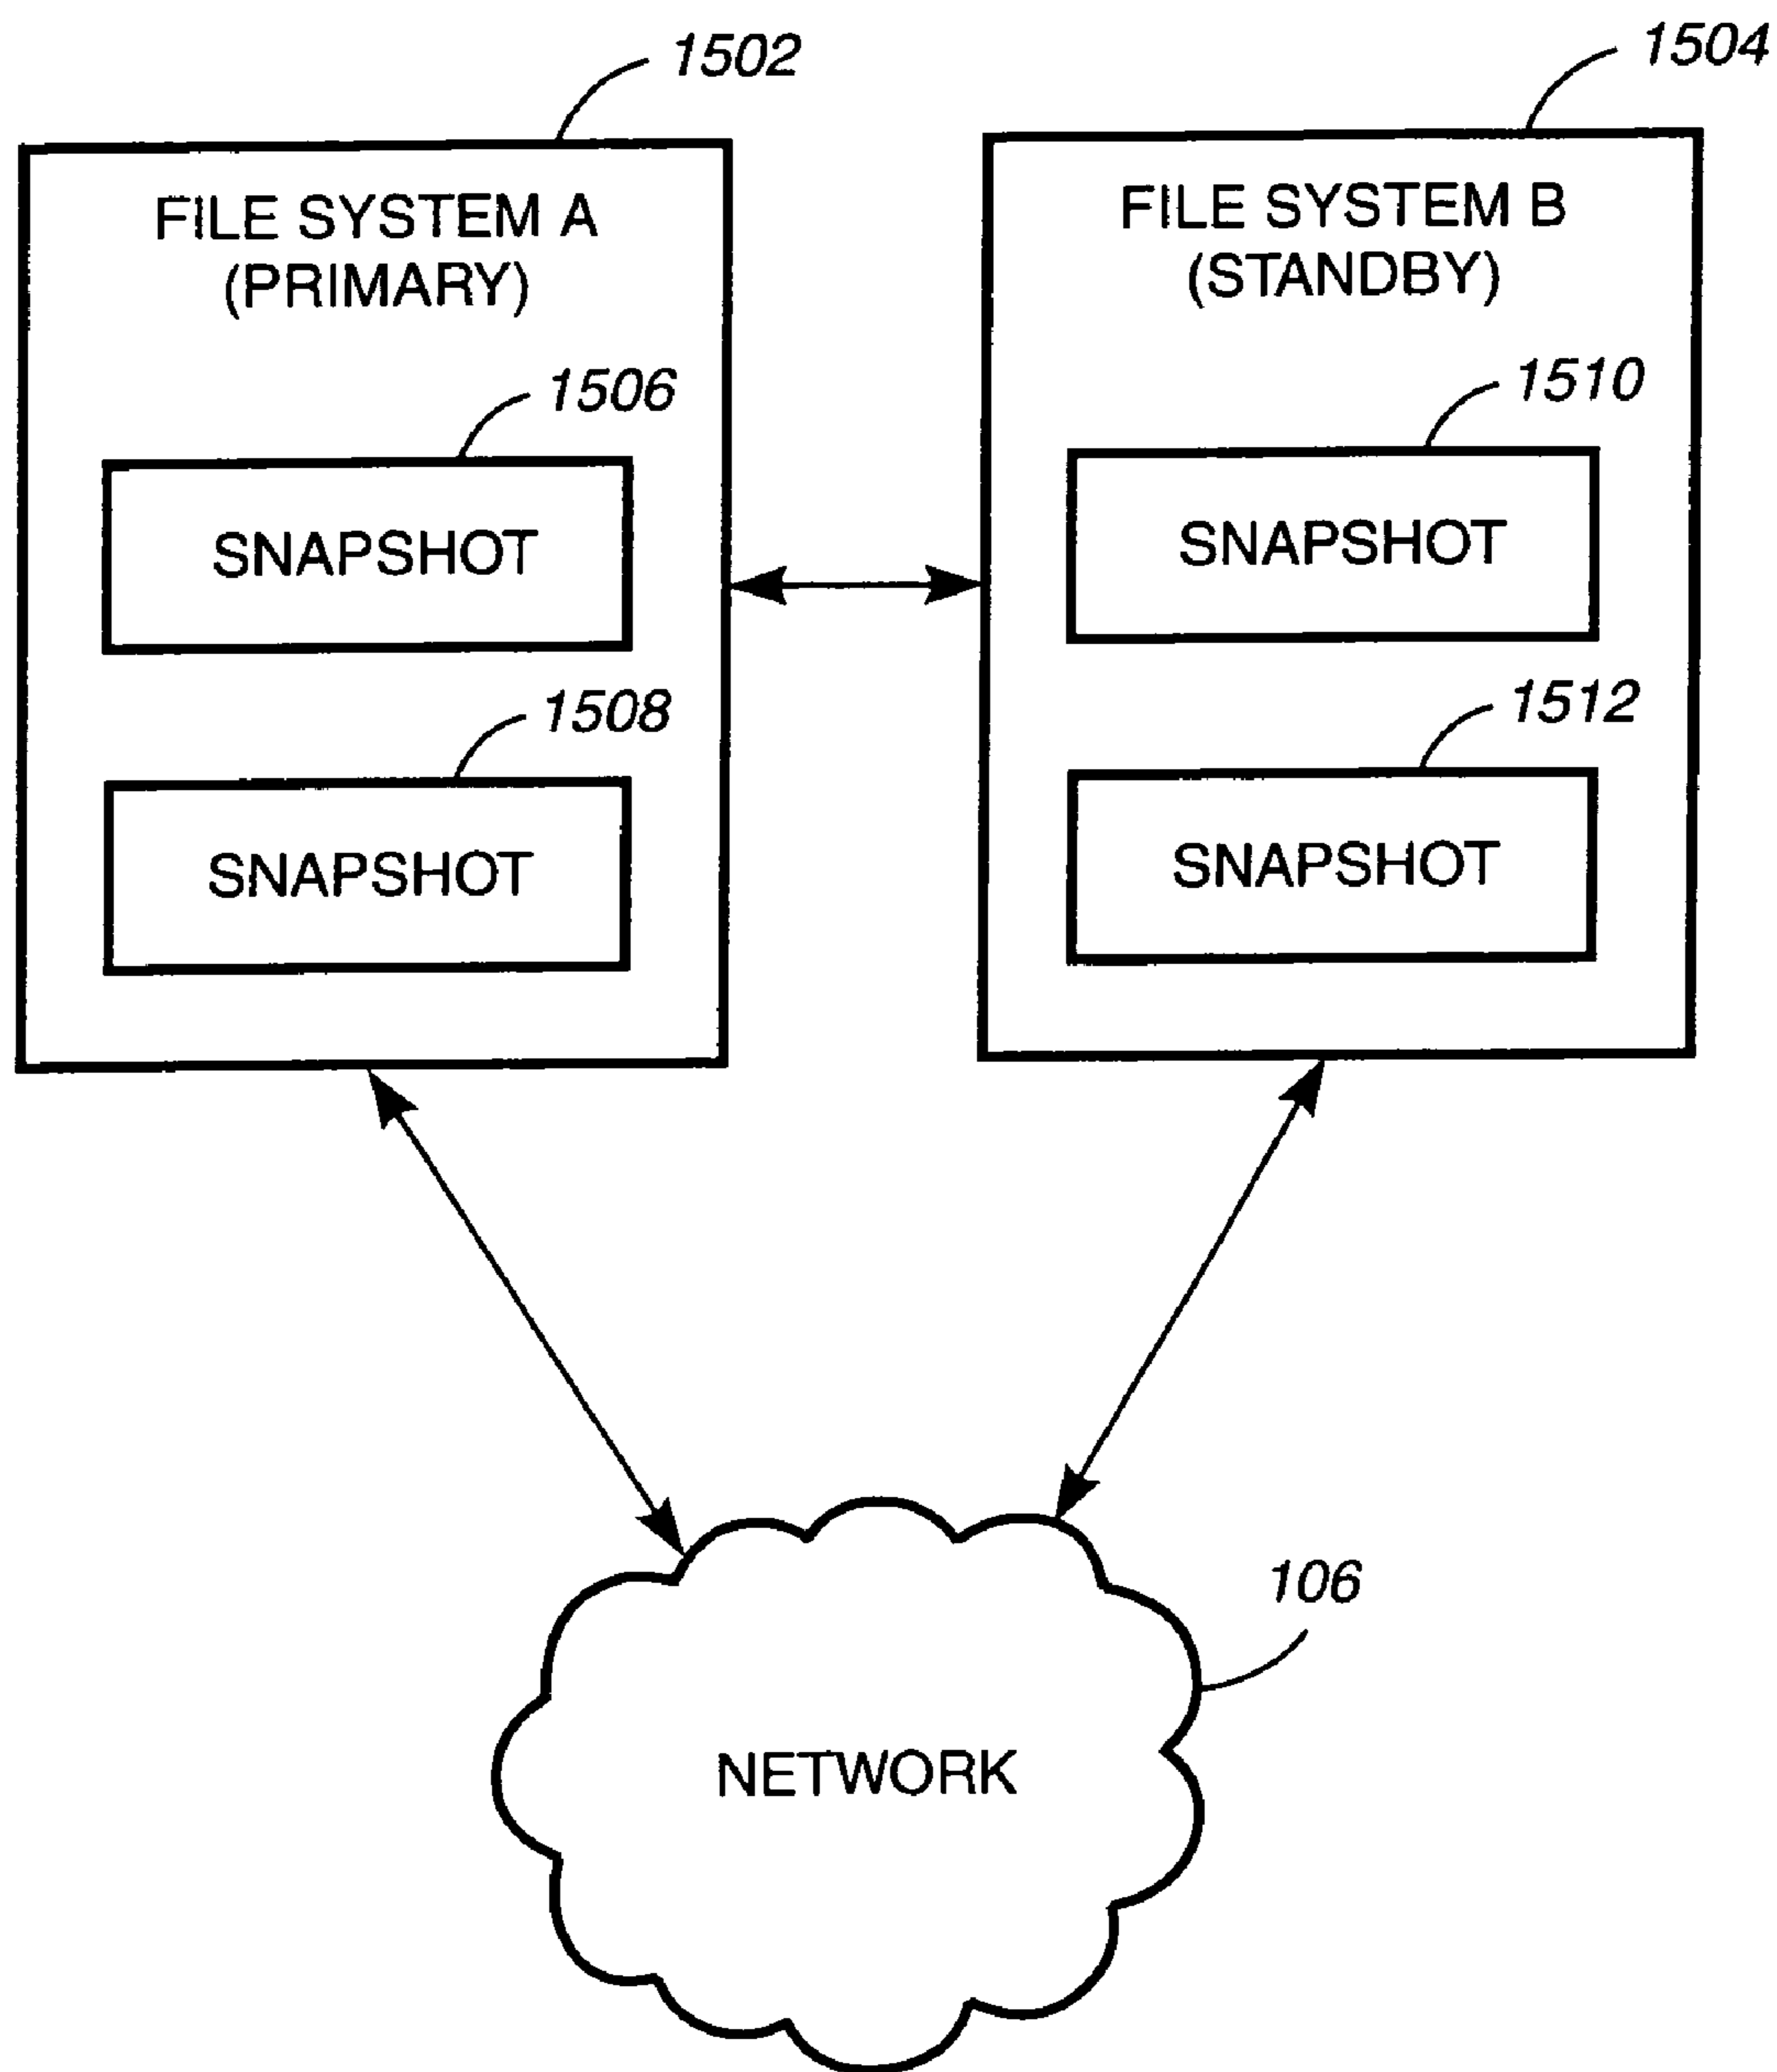 1502
1504
FILE SYSTEM A
(PRIMARY)
FILE SYSTEM B
(STANDBY)
1506
1510
SNAPSHOT
SNAPSHOT
1508
1512
SNAPSHOT
SNAPSHOT
106
NETWORK